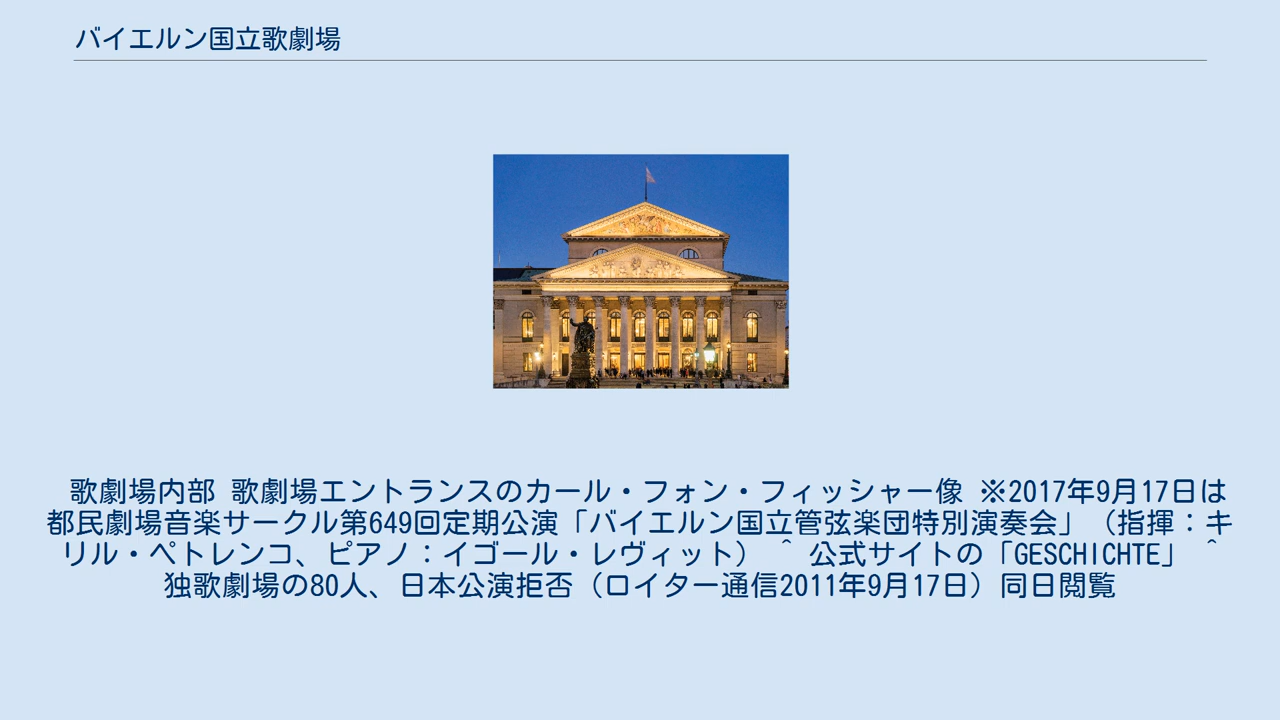 バイエルン国立歌劇場
歌劇場内部 歌劇場エントランスのカール・フォン・フィッシャー像 ※2017年9月17日は
都民劇場音楽サークル第649回定期公演「バイエルン国立管弦楽団特別演奏会」（指揮：キ
リル・ペトレンコ、ピアノ：イゴール・レヴィット） ^ 公式サイトの「GESCHICHTE」 ^
独歌劇場の80人、日本公演拒否（ロイター通信2011年9月17日）同日閲覧